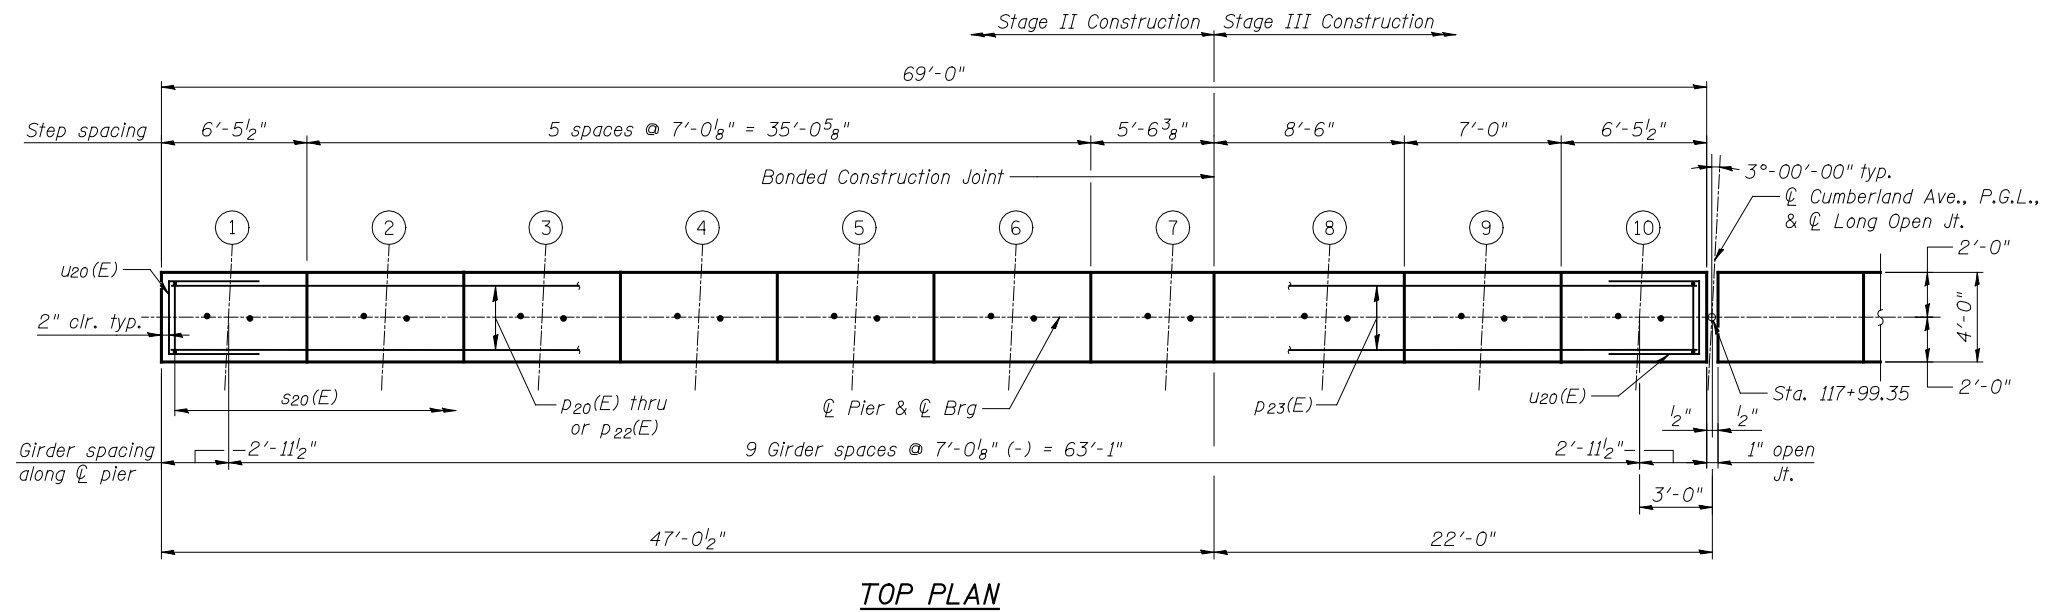 Stage II Construction Stage III Construction
69'-0"
Step spacing 6'-5½" 5 spaces @ 7'-0⅛" = 35'-0⅝" 5'-6⅜" 8'-6" 7'-0" 6'-5½"
Bonded Construction Joint
3°-00'-00" typ.
℄ Cumberland Ave., P.G.L.,
& ℄ Long Open Jt.
1 2 3 4 5 6 7 8 9 10
2'-0"
u20(E)
4'-0"
2" clr. typ.
2'-0"
s20(E)
p20(E) thru
or p22(E)
℄ Pier & ℄ Brg
p23(E)
u20(E)
Sta. 117+99.35
½" ½"
Girder spacing
along ℄ pier
2'-11½" 9 Girder spaces @ 7'-0⅛" (-) = 63'-1" 2'-11½"
1" open
Jt.
3'-0"
47'-0½" 22'-0"
TOP PLAN